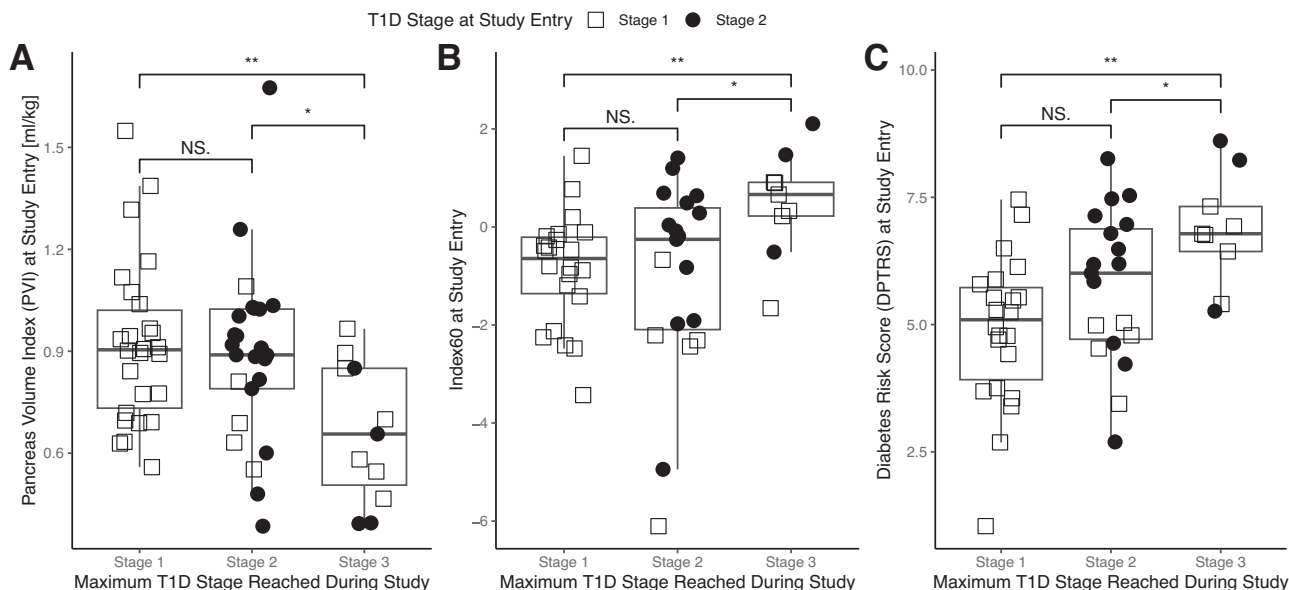 T1D Stage at Study Entry Stage 1 Stage 2
A
Pancreas Volume Index (PVI) at Study Entry [ml/kg]
1.5
1.2
0.9
0.6
**
*
NS.
Stage 1 Stage 2 Stage 3
Maximum T1D Stage Reached During Study
B
Index60 at Study Entry
2
0
−2
−4
−6
**
*
NS.
Stage 1 Stage 2 Stage 3
Maximum T1D Stage Reached During Study
C
Diabetes Risk Score (DPTRS) at Study Entry
10.0
7.5
5.0
2.5
**
*
NS.
Stage 1 Stage 2 Stage 3
Maximum T1D Stage Reached During Study